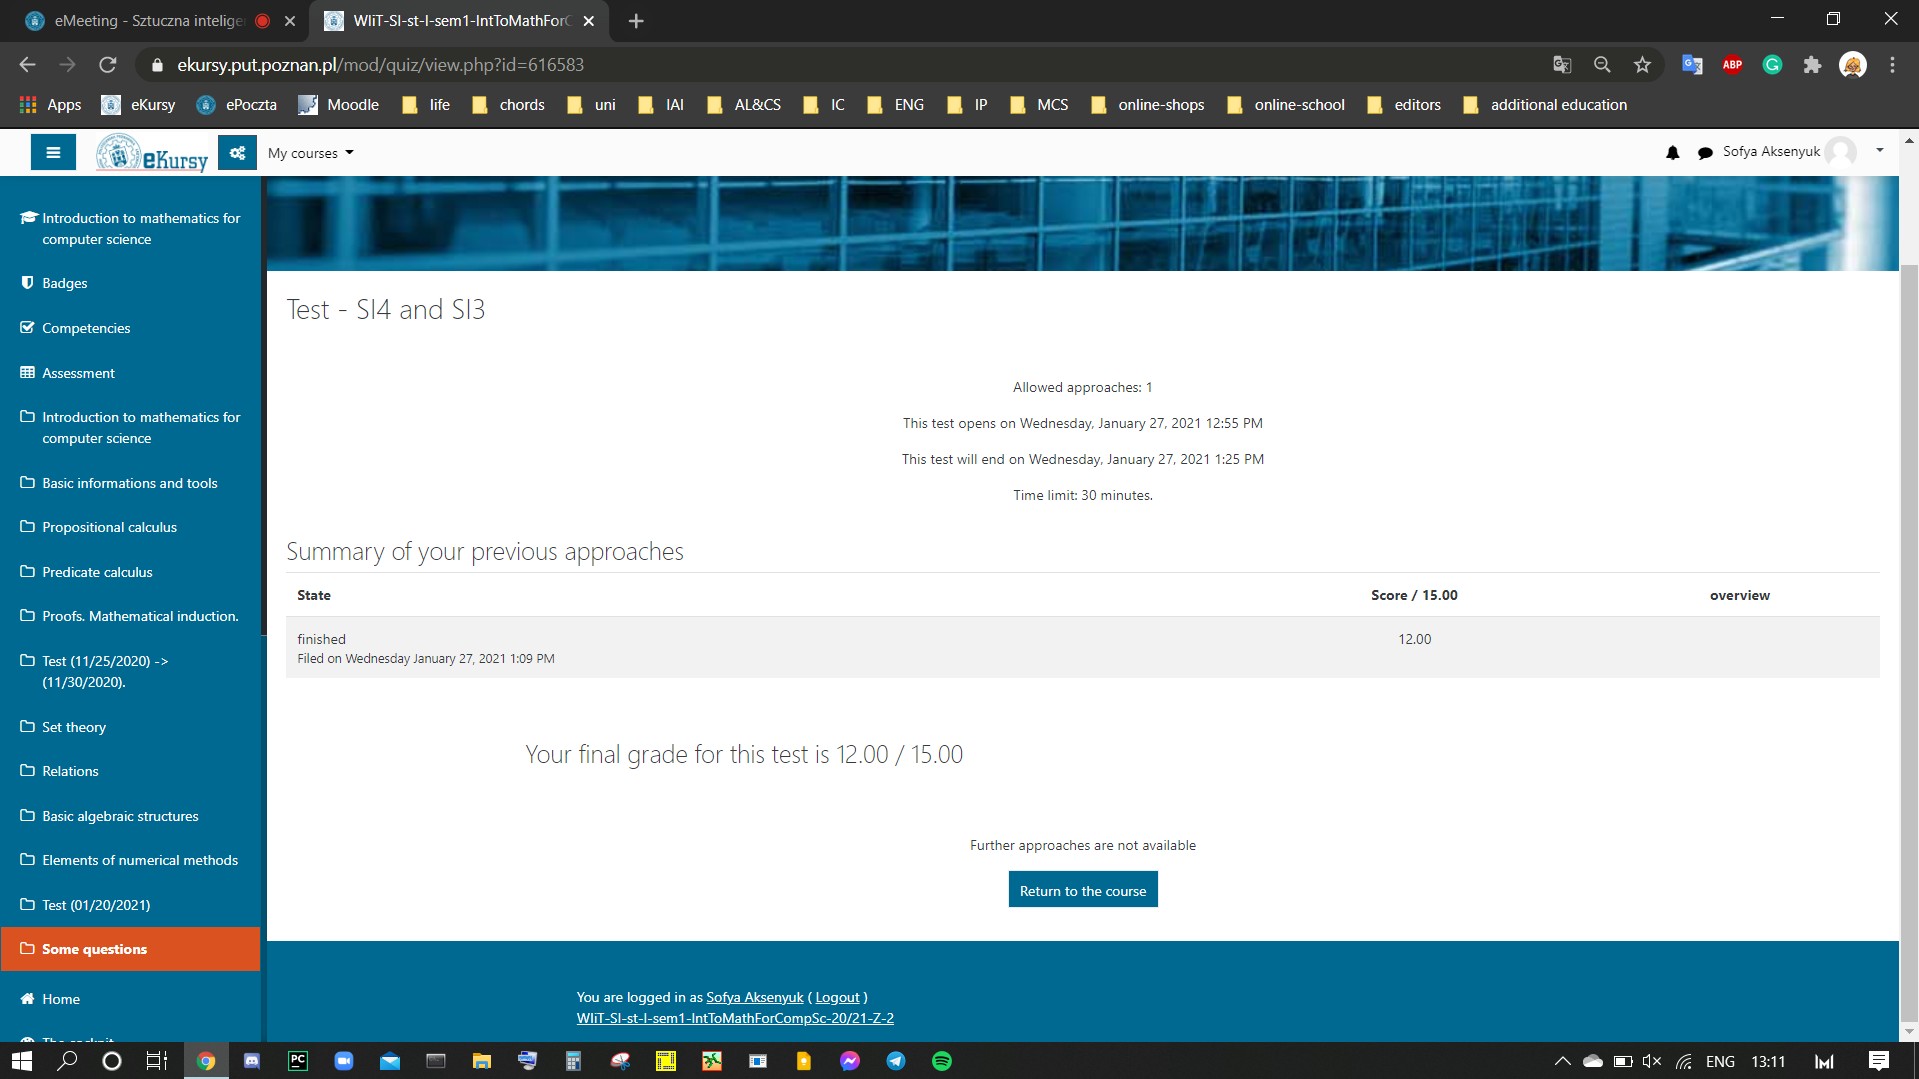 eMeeting - Sztuczna intelige
WIiT-SI-st-I-sem1-IntToMathForC
ekursy.put.poznan.pl/mod/quiz/view.php?id=616583
ABP
Apps eKursy ePoczta Moodle life chords uni IAI AL&CS IC ENG IP MCS online-shops online-school editors additional education
eKursy My courses Sofya Aksenyuk
Introduction to mathematics for
computer science
Badges
Competencies
Assessment
Introduction to mathematics for
computer science
Basic informations and tools
Propositional calculus
Predicate calculus
Proofs. Mathematical induction.
Test (11/25/2020) ->
(11/30/2020).
Set theory
Relations
Basic algebraic structures
Elements of numerical methods
Test (01/20/2021)
Some questions
Home
Test - SI4 and SI3
Allowed approaches: 1
This test opens on Wednesday, January 27, 2021 12:55 PM
This test will end on Wednesday, January 27, 2021 1:25 PM
Time limit: 30 minutes.
Summary of your previous approaches
State Score / 15.00 overview
finished 12.00
Filed on Wednesday January 27, 2021 1:09 PM
Your final grade for this test is 12.00 / 15.00
Further approaches are not available
Return to the course
You are logged in as Sofya Aksenyuk ( Logout )
WIiT-SI-st-I-sem1-IntToMathForCompSc-20/21-Z-2
PC
ENG 13:11